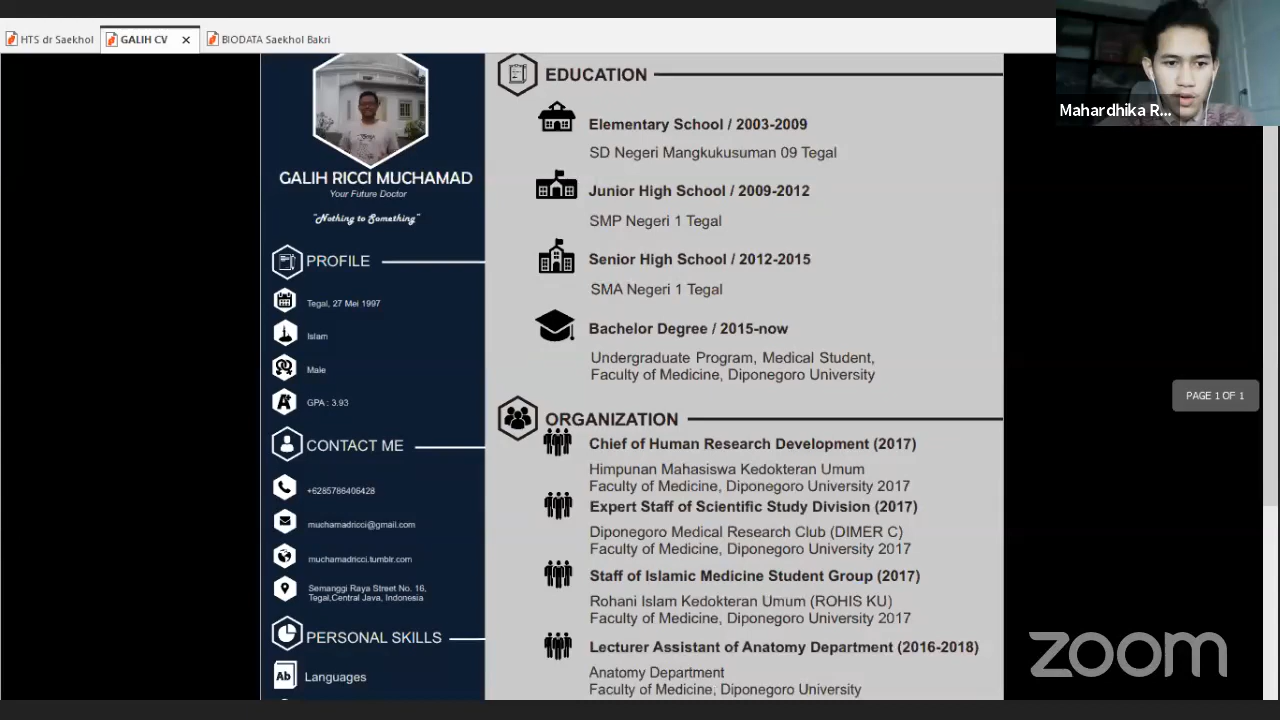 HTS dr Saekhol
GALIH CV
BIODATA Saekhol Bakri
Mahardhika R...
GALIH RICCI MUCHAMAD
Your Future Doctor
"Nothing to Something"
PROFILE
Tegal, 27 Mei 1997
Islam
Male
GPA : 3.93
CONTACT ME
+6285786406428
muchamadricci@gmail.com
muchamadricci.tumblr.com
Semanggi Raya Street No. 16,
Tegal,Central Java, Indonesia
PERSONAL SKILLS
Ab
Languages
EDUCATION
Elementary School / 2003-2009
SD Negeri Mangkukusuman 09 Tegal
Junior High School / 2009-2012
SMP Negeri 1 Tegal
Senior High School / 2012-2015
SMA Negeri 1 Tegal
Bachelor Degree / 2015-now
Undergraduate Program, Medical Student,
Faculty of Medicine, Diponegoro University
ORGANIZATION
Chief of Human Research Development (2017)
Himpunan Mahasiswa Kedokteran Umum
Faculty of Medicine, Diponegoro University 2017
Expert Staff of Scientific Study Division (2017)
Diponegoro Medical Research Club (DIMER C)
Faculty of Medicine, Diponegoro University 2017
Staff of Islamic Medicine Student Group (2017)
Rohani Islam Kedokteran Umum (ROHIS KU)
Faculty of Medicine, Diponegoro University 2017
Lecturer Assistant of Anatomy Department (2016-2018)
Anatomy Department
Faculty of Medicine, Diponegoro University
PAGE 1 OF 1
zoom